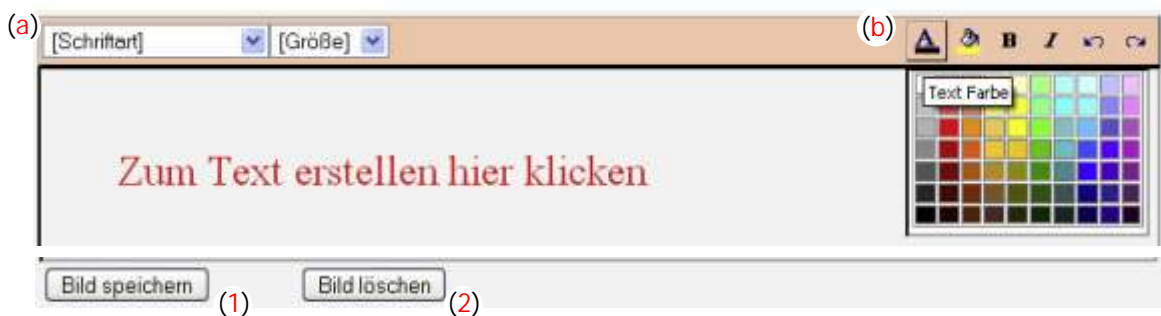 (a) [Schriftart] [Größe] (b) A B I
Text Farbe
Zum Text erstellen hier klicken
Bild speichern (1) Bild löschen (2)